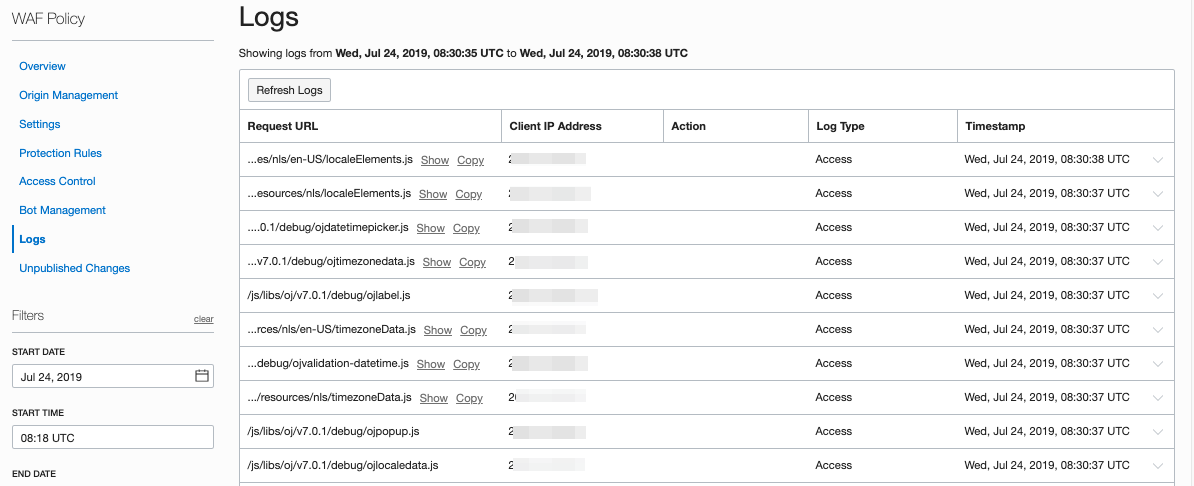 WAF Policy
Overview
Origin Management
Settings
Protection Rules
Access Control
Bot Management
Logs
Unpublished Changes
Filters clear
START DATE
Jul 24, 2019
START TIME
08:18 UTC
END DATE
Logs
Showing logs from Wed, Jul 24, 2019, 08:30:35 UTC to Wed, Jul 24, 2019, 08:30:38 UTC
Refresh Logs
Request URL Client IP Address Action Log Type Timestamp
...es/nls/en-US/localeElements.js Show Copy 2 Access Wed, Jul 24, 2019, 08:30:38 UTC
...esources/nls/localeElements.js Show Copy Access Wed, Jul 24, 2019, 08:30:37 UTC
....0.1/debug/ojdatetimepicker.js Show Copy 2 Access Wed, Jul 24, 2019, 08:30:37 UTC
...v7.0.1/debug/ojtimezonedata.js Show Copy 2 Access Wed, Jul 24, 2019, 08:30:37 UTC
/js/libs/oj/v7.0.1/debug/ojlabel.js 2 Access Wed, Jul 24, 2019, 08:30:37 UTC
...rces/nls/en-US/timezoneData.js Show Copy 2 Access Wed, Jul 24, 2019, 08:30:37 UTC
...debug/ojvalidation-datetime.js Show Copy 2 Access Wed, Jul 24, 2019, 08:30:37 UTC
.../resources/nls/timezoneData.js Show Copy 20 Access Wed, Jul 24, 2019, 08:30:37 UTC
/js/libs/oj/v7.0.1/debug/ojpopup.js 2 Access Wed, Jul 24, 2019, 08:30:37 UTC
/js/libs/oj/v7.0.1/debug/ojlocaledata.js 2 Access Wed, Jul 24, 2019, 08:30:37 UTC